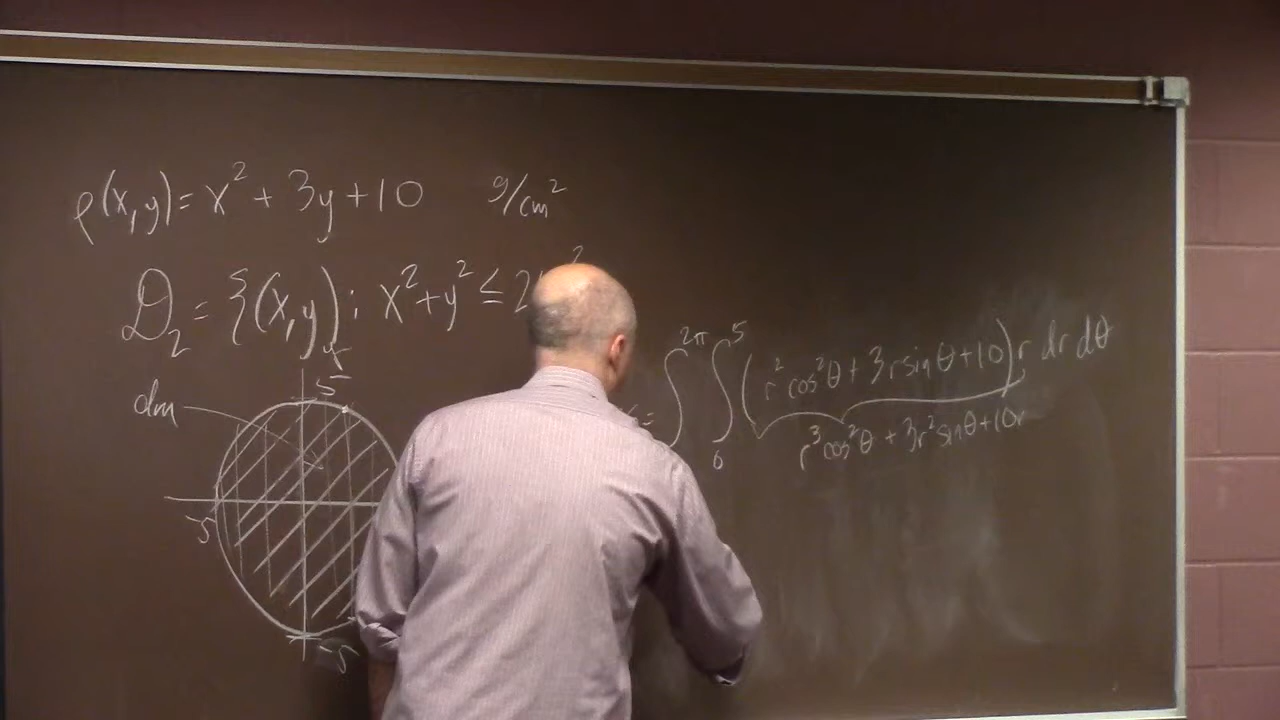 ρ(x,y) = x² + 3y + 10 g/cm²
D₂ = {(x,y); x² + y² ≤ 2
5
dm
5
-5
= ∫ 2π ∫ 5 0 (r² cos²θ + 3r sinθ + 10) r dr dθ
r³ cos²θ + 3r² sinθ + 10r